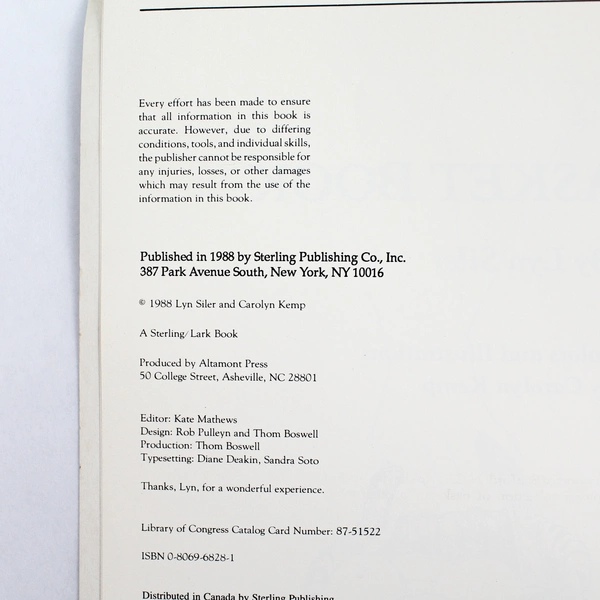 Every effort has been made to ensure
that all information in this book is
accurate. However, due to differing
conditions, tools, and individual skills,
the publisher cannot be responsible for
any injuries, losses, or other damages
which may result from the use of the
information in this book.
Published in 1988 by Sterling Publishing Co., Inc.
387 Park Avenue South, New York, NY 10016
© 1988 Lyn Siler and Carolyn Kemp
A Sterling/Lark Book
Produced by Altamont Press
50 College Street, Asheville, NC 28801
Editor: Kate Mathews
Design: Rob Pulleyn and Thom Boswell
Production: Thom Boswell
Typesetting: Diane Deakin, Sandra Soto
Thanks, Lyn, for a wonderful experience.
Library of Congress Catalog Card Number: 87-51522
ISBN 0-8069-6828-1
Distributed in Canada by Sterling Publishing